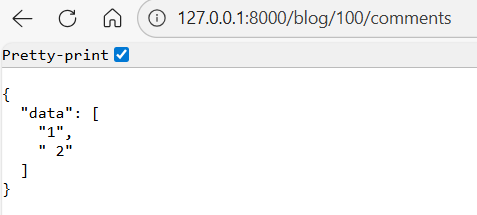 127.0.0.1:8000/blog/100/comments
Pretty-print
{
  "data": [
    "1",
    " 2"
  ]
}